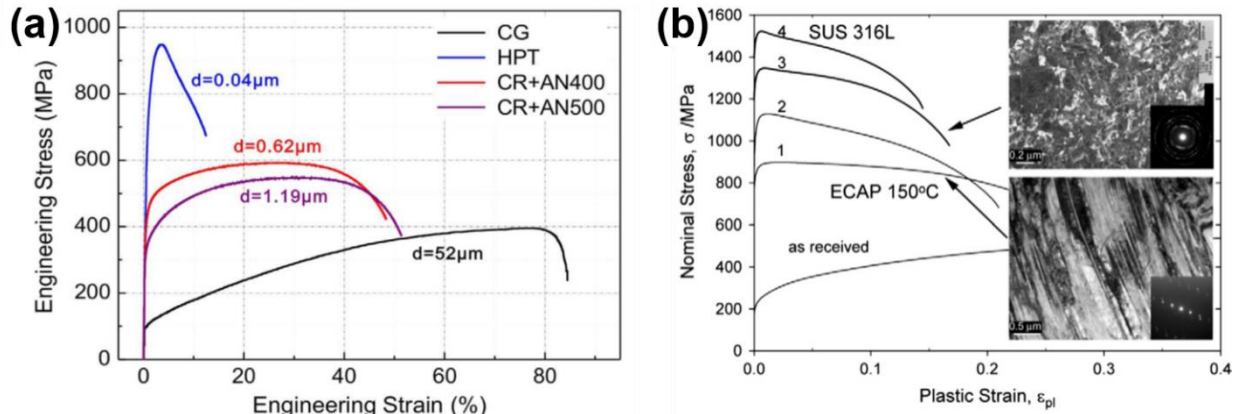 (a)
1000
800
600
400
200
0
Engineering Stress (MPa)
0 20 40 60 80
Engineering Strain (%)
CG
HPT
CR+AN400
CR+AN500
d=0.04μm
d=0.62μm
d=1.19μm
d=52μm
(b)
1600
1400
1200
1000
800
600
400
200
0
Nominal Stress, σ /MPa
0.0 0.1 0.2 0.3 0.4
Plastic Strain, εpl
4 SUS 316L
3
2
1
ECAP 150°C
as received
0.2 μm
0.5 μm